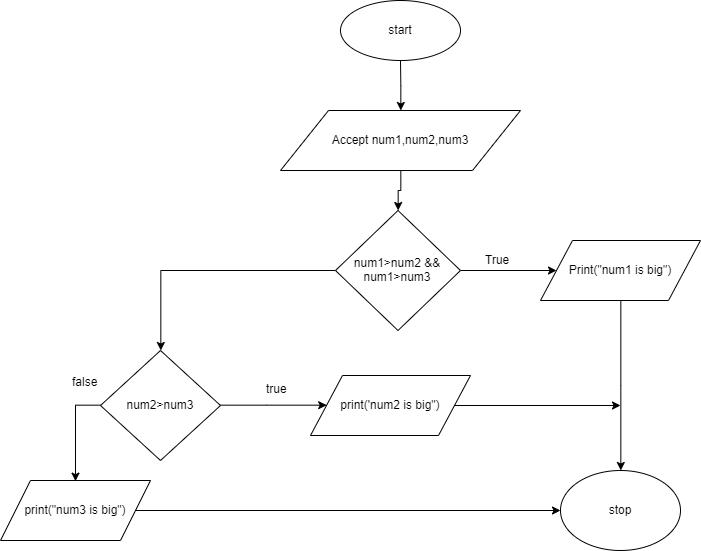 start
Accept num1,num2,num3
num1>num2 &&
num1>num3
True
Print("num1 is big")
false
num2>num3
true
print('num2 is big")
print("num3 is big")
stop